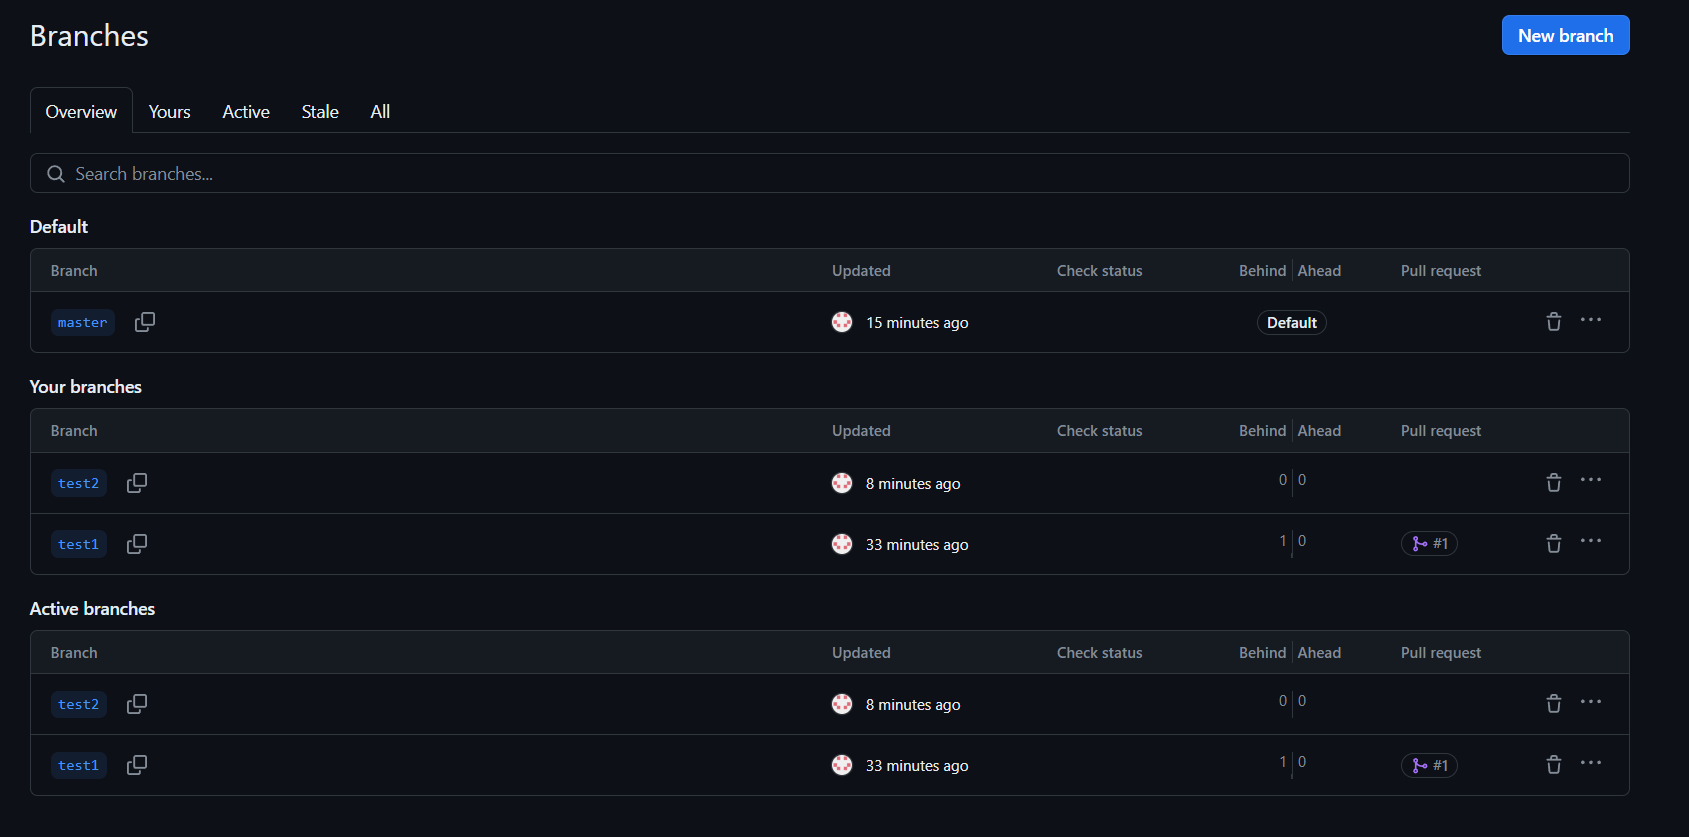 Branches
New branch
Overview Yours Active Stale All
Search branches...
Default
Branch Updated Check status Behind Ahead Pull request
master 15 minutes ago Default
Your branches
Branch Updated Check status Behind Ahead Pull request
test2 8 minutes ago 0 0
test1 33 minutes ago 1 0 #1
Active branches
Branch Updated Check status Behind Ahead Pull request
test2 8 minutes ago 0 0
test1 33 minutes ago 1 0 #1